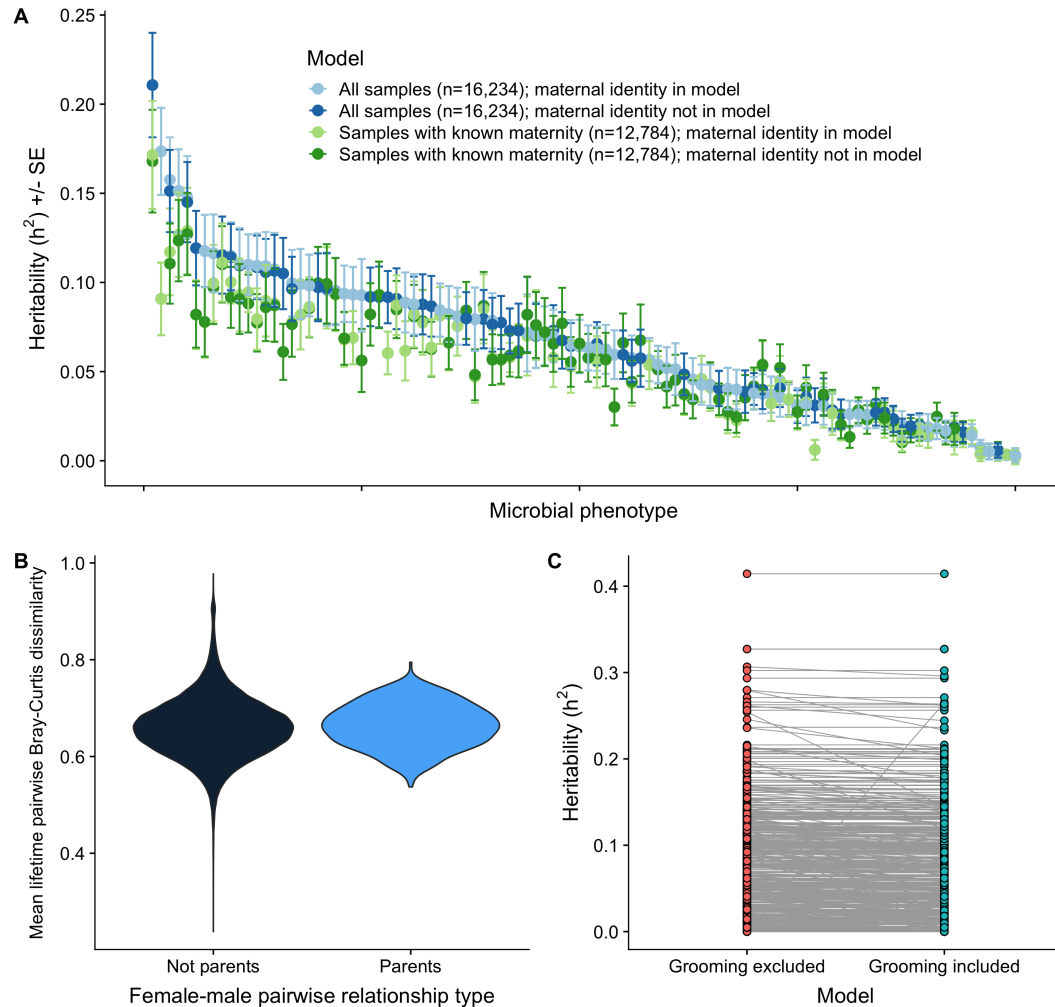 A
0.25
0.20
0.15
0.10
0.05
0.00
Heritability (h²) +/- SE
Model
All samples (n=16,234); maternal identity in model
All samples (n=16,234); maternal identity not in model
Samples with known maternity (n=12,784); maternal identity in model
Samples with known maternity (n=12,784); maternal identity not in model
Microbial phenotype
B
1.0
0.8
0.6
0.4
Mean lifetime pairwise Bray-Curtis dissimilarity
Not parents
Parents
Female-male pairwise relationship type
C
0.4
0.3
0.2
0.1
0.0
Heritability (h²)
Grooming excluded
Grooming included
Model